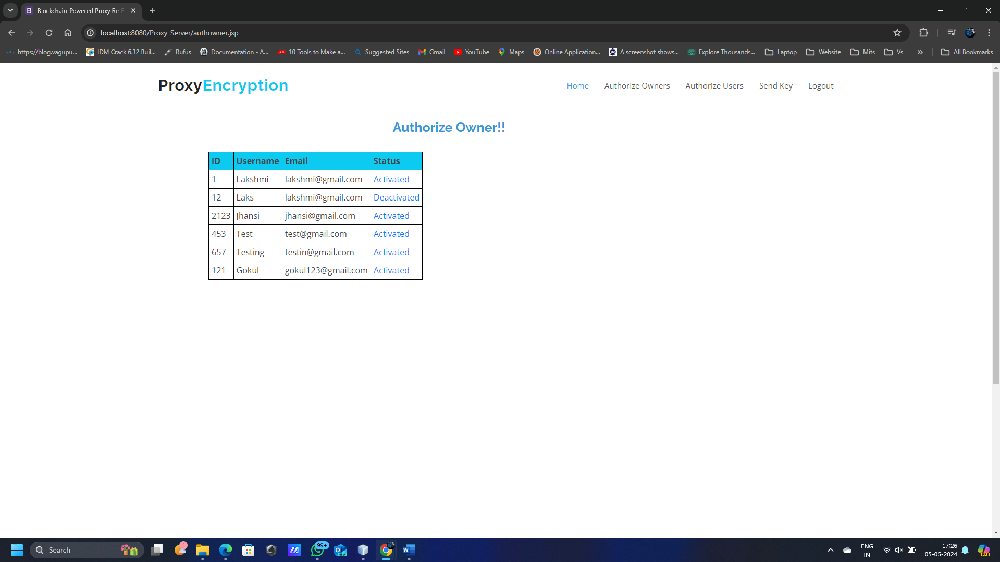 Blockchain-Powered Proxy Re-E
localhost:8080/Proxy_Server/authowner.jsp
https://blog.vagupu... IDM Crack 6.32 Buil... Rufus Documentation - A... 10 Tools to Make a... Suggested Sites Gmail YouTube Maps Online Application... A screenshot shows... Explore Thousands... Laptop Website Mits Vs All Bookmarks
ProxyEncryption Home Authorize Owners Authorize Users Send Key Logout
Authorize Owner!!
ID Username Email Status
1 Lakshmi lakshmi@gmail.com Activated
12 Laks lakshmi@gmail.com Deactivated
2123 Jhansi jhansi@gmail.com Activated
453 Test test@gmail.com Activated
657 Testing testin@gmail.com Activated
121 Gokul gokul123@gmail.com Activated
Search 1 99+ ENG 17:26
IN 05-05-2024